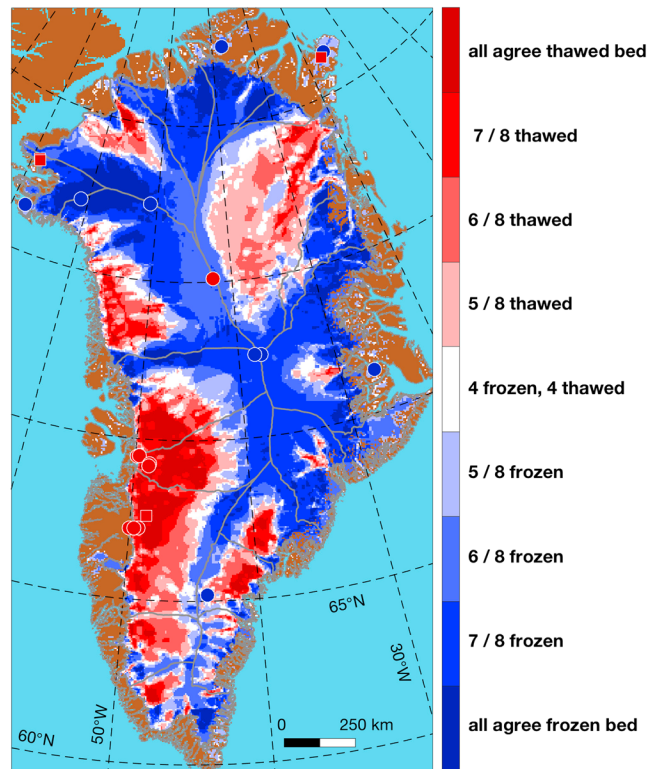 all agree thawed bed
7 / 8 thawed
6 / 8 thawed
5 / 8 thawed
4 frozen, 4 thawed
5 / 8 frozen
6 / 8 frozen
7 / 8 frozen
all agree frozen bed
65°N
30°W
50°W
60°N
0 250 km